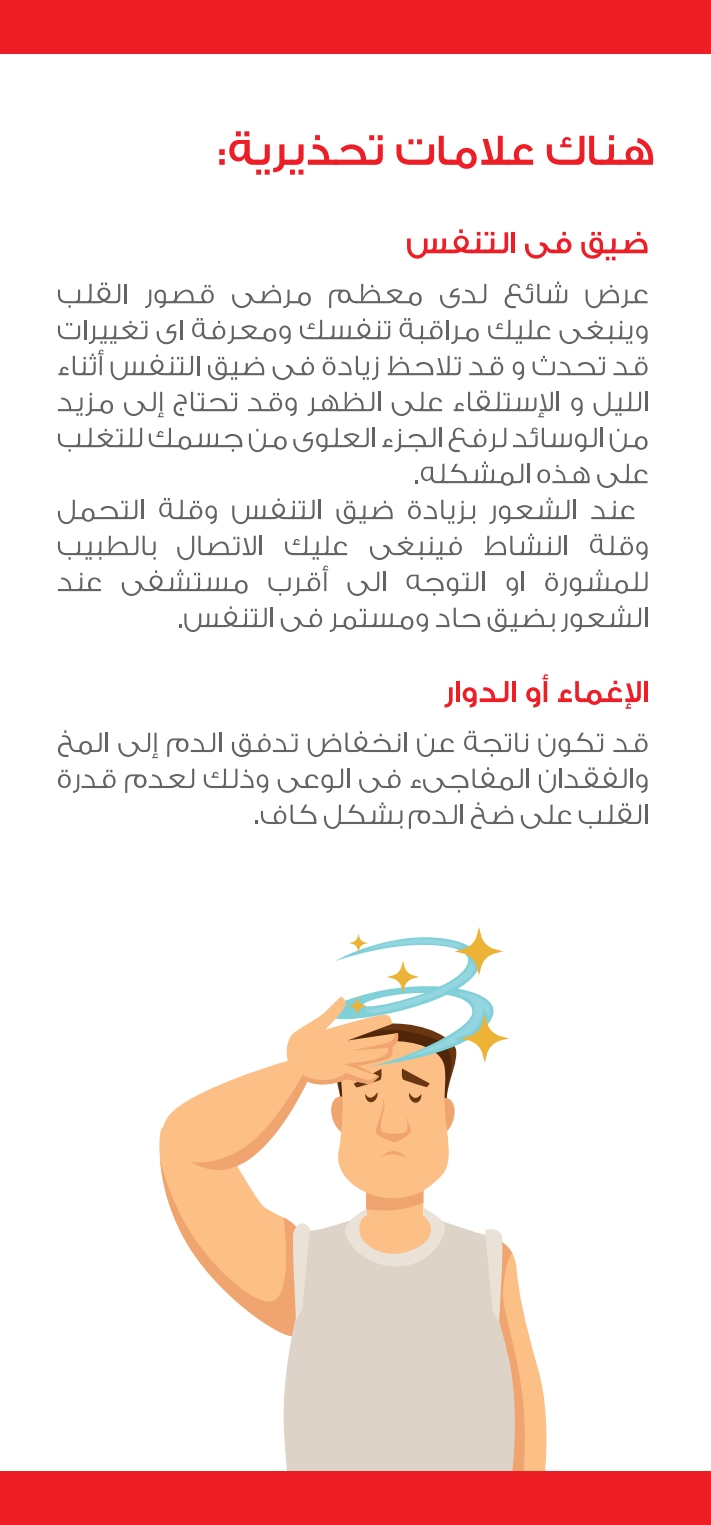 هناك علامات تحذيرية:
ضيق فى التنفس
عرض شائع لدى معظم مرضى قصور القلب
وينبغى عليك مراقبة تنفسك ومعرفة اى تغييرات
قد تحدث و قد تلاحظ زيادة فى ضيق التنفس أثناء
الليل و الإستلقاء على الظهر وقد تحتاج إلى مزيد
من الوسائد لرفع الجزء العلوى من جسمك للتغلب
على هذه المشكله.
عند الشعور بزيادة ضيق التنفس وقلة التحمل
وقلة النشاط فينبغى عليك الاتصال بالطبيب
للمشورة او التوجه الى أقرب مستشفى عند
الشعور بضيق حاد ومستمر فى التنفس.
الإغماء أو الدوار
قد تكون ناتجة عن انخفاض تدفق الدم إلى المخ
والفقدان المفاجىء فى الوعى وذلك لعدم قدرة
القلب على ضخ الدم بشكل كاف.